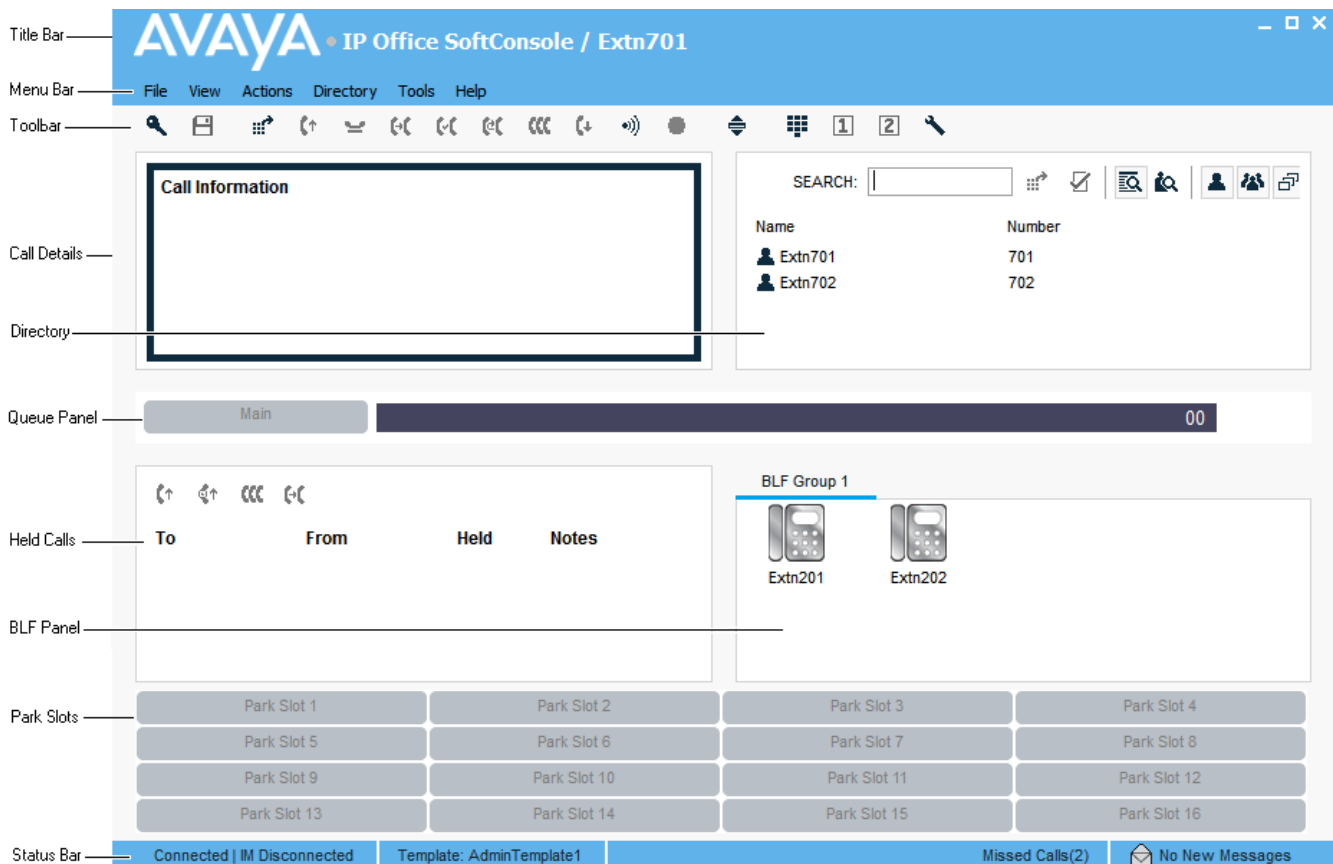 Title Bar
AVAYA • IP Office SoftConsole / Extn701
Menu Bar
File View Actions Directory Tools Help
Toolbar
1 2
Call Details
Call Information
SEARCH:
Name Number
Extn701 701
Extn702 702
Directory
Queue Panel
Main 00
Held Calls
To From Held Notes
BLF Group 1
Extn201 Extn202
BLF Panel
Park Slots
Park Slot 1 Park Slot 2 Park Slot 3 Park Slot 4
Park Slot 5 Park Slot 6 Park Slot 7 Park Slot 8
Park Slot 9 Park Slot 10 Park Slot 11 Park Slot 12
Park Slot 13 Park Slot 14 Park Slot 15 Park Slot 16
Status Bar
Connected | IM Disconnected Template: AdminTemplate1 Missed Calls(2) No New Messages